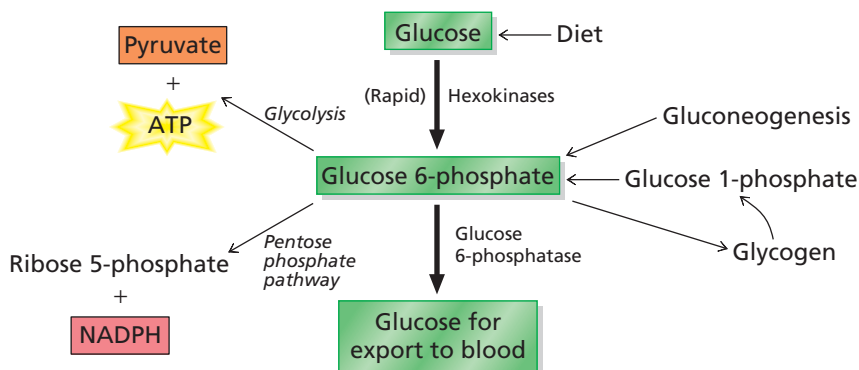 Pyruvate
+
ATP
Glycolysis
Glucose
Diet
(Rapid)
Hexokinases
Gluconeogenesis
Glucose 6-phosphate
Glucose 1-phosphate
Glycogen
Ribose 5-phosphate
+
NADPH
Pentose
phosphate
pathway
Glucose
6-phosphatase
Glucose for
export to blood